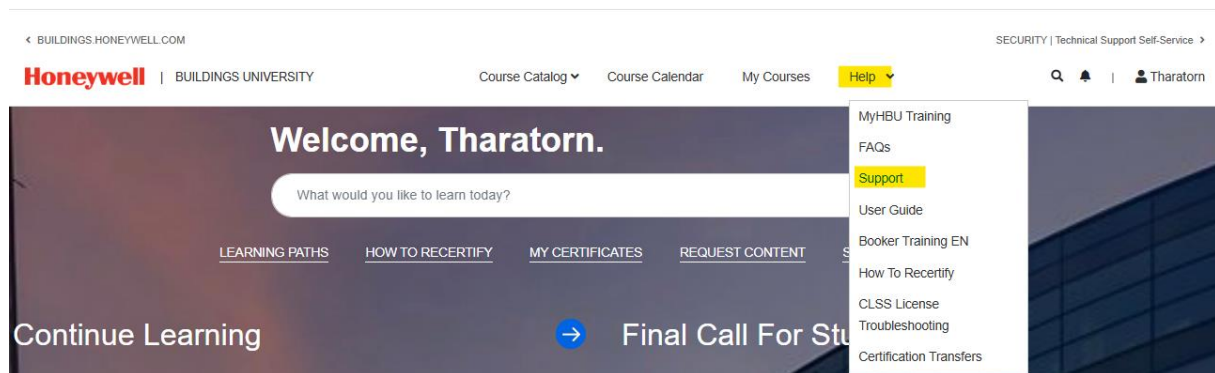 < BUILDINGS.HONEYWELL.COM
SECURITY | Technical Support Self-Service >
Honeywell | BUILDINGS UNIVERSITY
Course Catalog
Course Calendar
My Courses
Help
Tharatorn
Welcome, Tharatorn.
What would you like to learn today?
LEARNING PATHS
HOW TO RECERTIFY
MY CERTIFICATES
REQUEST CONTENT
S
MyHBU Training
FAQs
Support
User Guide
Booker Training EN
How To Recertify
CLSS License
Troubleshooting
Certification Transfers
Continue Learning
Final Call For Stu